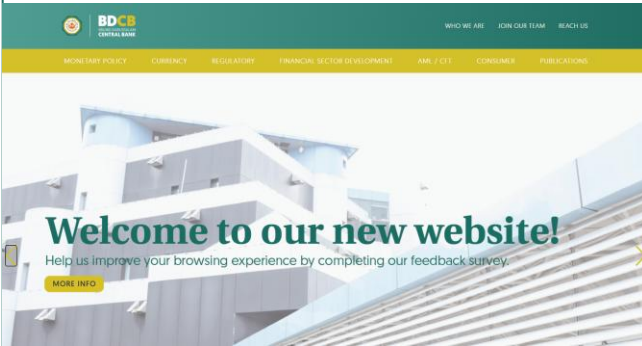 BDCB
BRUNEI DARUSSALAM
CENTRAL BANK
WHO WE ARE JOIN OUR TEAM REACH US
MONETARY POLICY CURRENCY REGULATORY FINANCIAL SECTOR DEVELOPMENT AML / CFT CONSUMER PUBLICATIONS
Welcome to our new website!
Help us improve your browsing experience by completing our feedback survey.
MORE INFO